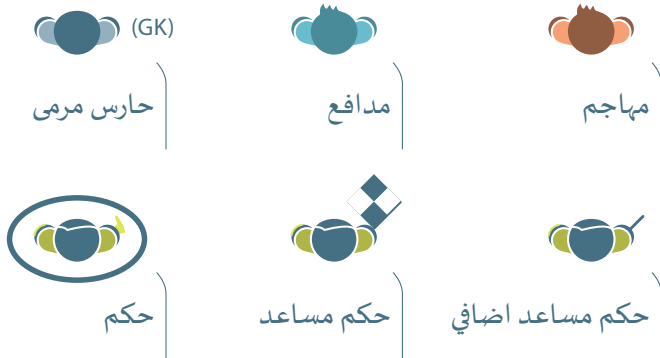 (GK)
مهاجم
مدافع
حارس مرمى
حكم مساعد اضافي
حكم مساعد
حكم